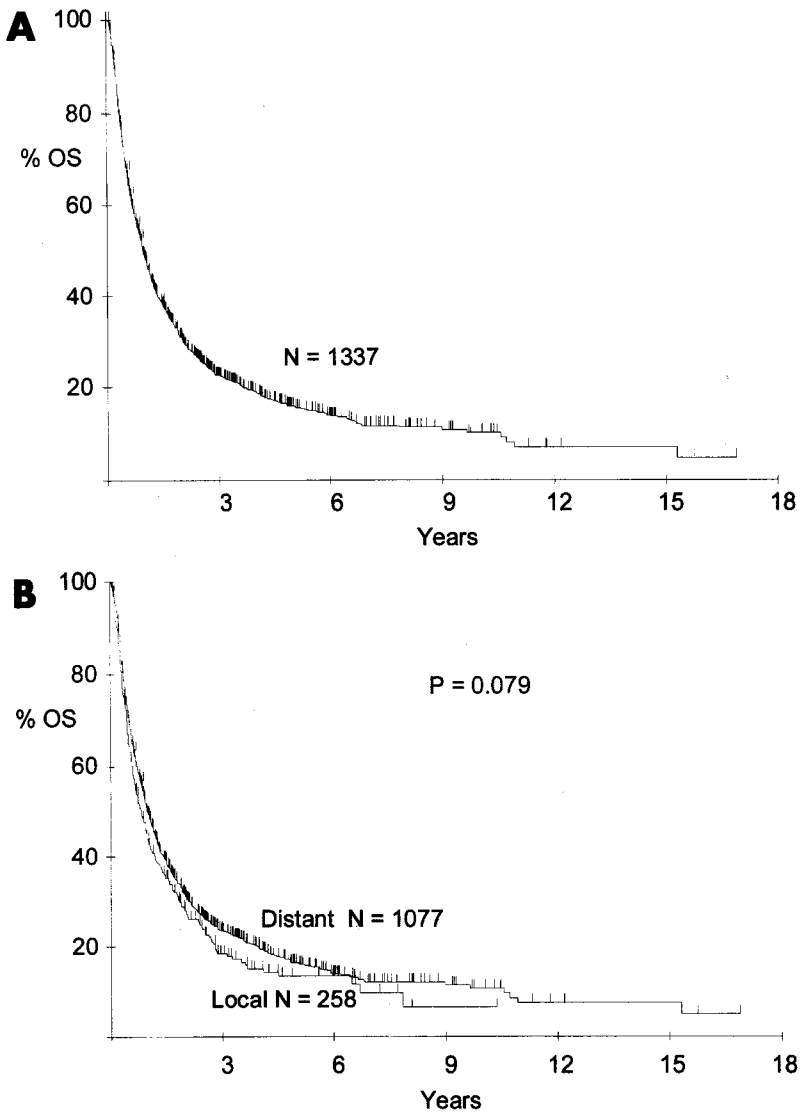 A
100
80
% OS
60
40
N = 1337
20
3 6 9 12 15 18
Years
B
100
80
P = 0.079
% OS
60
40
Distant N = 1077
20
Local N = 258
3 6 9 12 15 18
Years